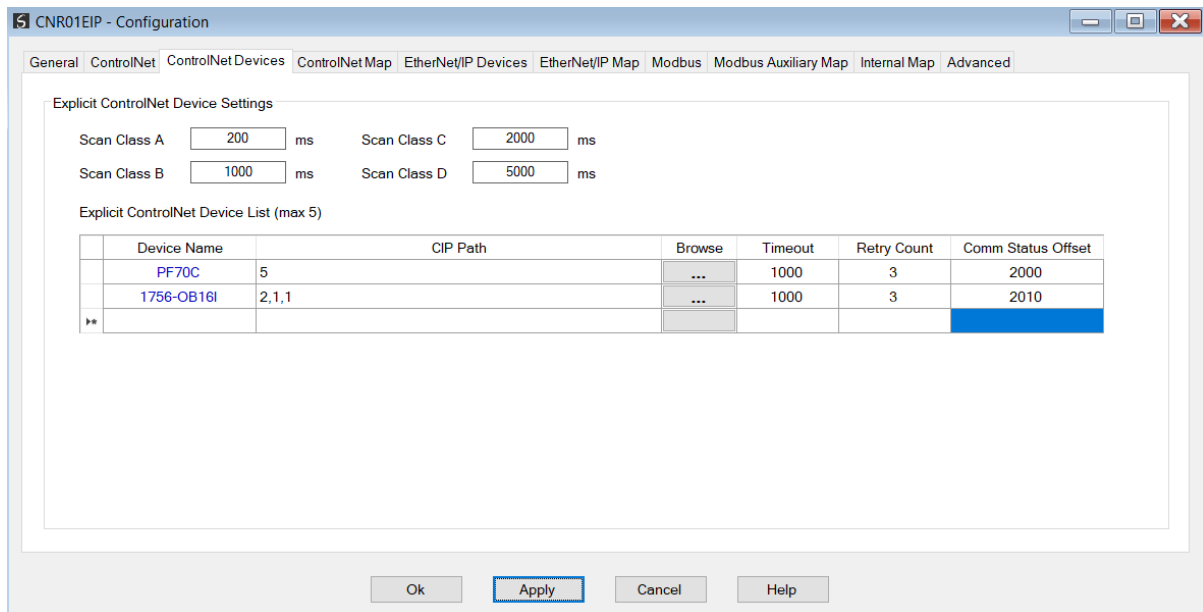 CNR01EIP - Configuration
General ControlNet ControlNet Devices ControlNet Map EtherNet/IP Devices EtherNet/IP Map Modbus Modbus Auxiliary Map Internal Map Advanced
Explicit ControlNet Device Settings
Scan Class A 200 ms Scan Class C 2000 ms
Scan Class B 1000 ms Scan Class D 5000 ms
Explicit ControlNet Device List (max 5)
Device Name CIP Path Browse Timeout Retry Count Comm Status Offset
PF70C 5 ... 1000 3 2000
1756-OB16I 2,1,1 ... 1000 3 2010
Ok Apply Cancel Help